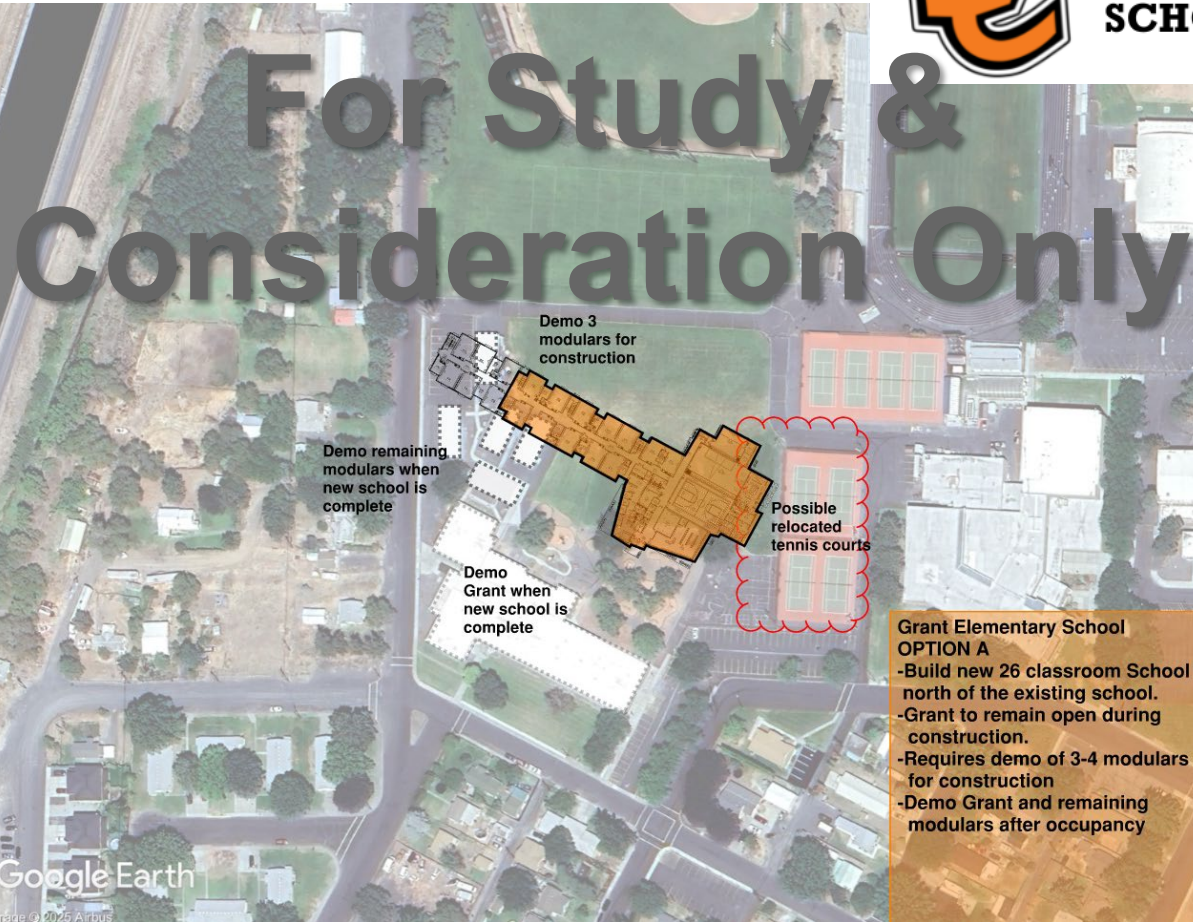 For Study &
Consideration Only
Demo 3
modulars for
construction
Demo remaining
modulars when
new school is
complete
Possible
relocated
tennis courts
Demo
Grant when
new school is
complete
Grant Elementary School
OPTION A
-Build new 26 classroom School
north of the existing school.
-Grant to remain open during
construction.
-Requires demo of 3-4 modulars
for construction
-Demo Grant and remaining
modulars after occupancy
Google Earth
© 2025 Airbus